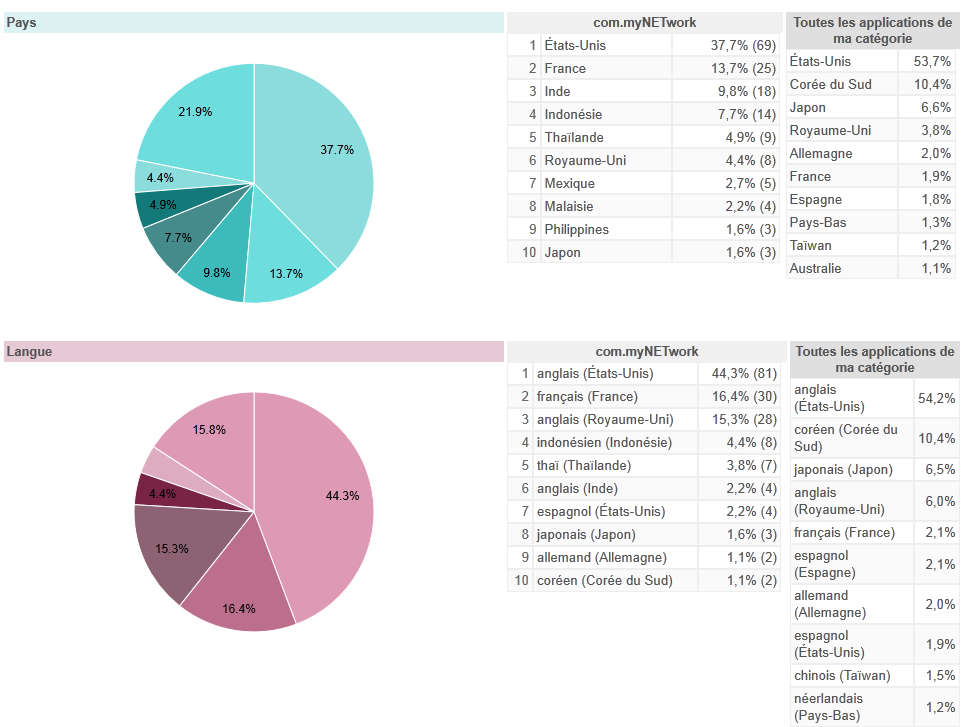 Pays
21.9%
37.7%
4.4%
4.9%
7.7%
9.8%
13.7%
com.myNETwork
1 États-Unis 37,7% (69)
2 France 13,7% (25)
3 Inde 9,8% (18)
4 Indonésie 7,7% (14)
5 Thaïlande 4,9% (9)
6 Royaume-Uni 4,4% (8)
7 Mexique 2,7% (5)
8 Malaisie 2,2% (4)
9 Philippines 1,6% (3)
10 Japon 1,6% (3)
Toutes les applications de
ma catégorie
États-Unis 53,7%
Corée du Sud 10,4%
Japon 6,6%
Royaume-Uni 3,8%
Allemagne 2,0%
France 1,9%
Espagne 1,8%
Pays-Bas 1,3%
Taïwan 1,2%
Australie 1,1%
Langue
15.8%
44.3%
4.4%
15.3%
16.4%
com.myNETwork
1 anglais (États-Unis) 44,3% (81)
2 français (France) 16,4% (30)
3 anglais (Royaume-Uni) 15,3% (28)
4 indonésien (Indonésie) 4,4% (8)
5 thaï (Thaïlande) 3,8% (7)
6 anglais (Inde) 2,2% (4)
7 espagnol (États-Unis) 2,2% (4)
8 japonais (Japon) 1,6% (3)
9 allemand (Allemagne) 1,1% (2)
10 coréen (Corée du Sud) 1,1% (2)
Toutes les applications de
ma catégorie
anglais
(États-Unis) 54,2%
coréen (Corée du
Sud) 10,4%
japonais (Japon) 6,5%
anglais
(Royaume-Uni) 6,0%
français (France) 2,1%
espagnol
(Espagne) 2,1%
allemand
(Allemagne) 2,0%
espagnol
(États-Unis) 1,9%
chinois (Taïwan) 1,5%
néerlandais
(Pays-Bas) 1,2%